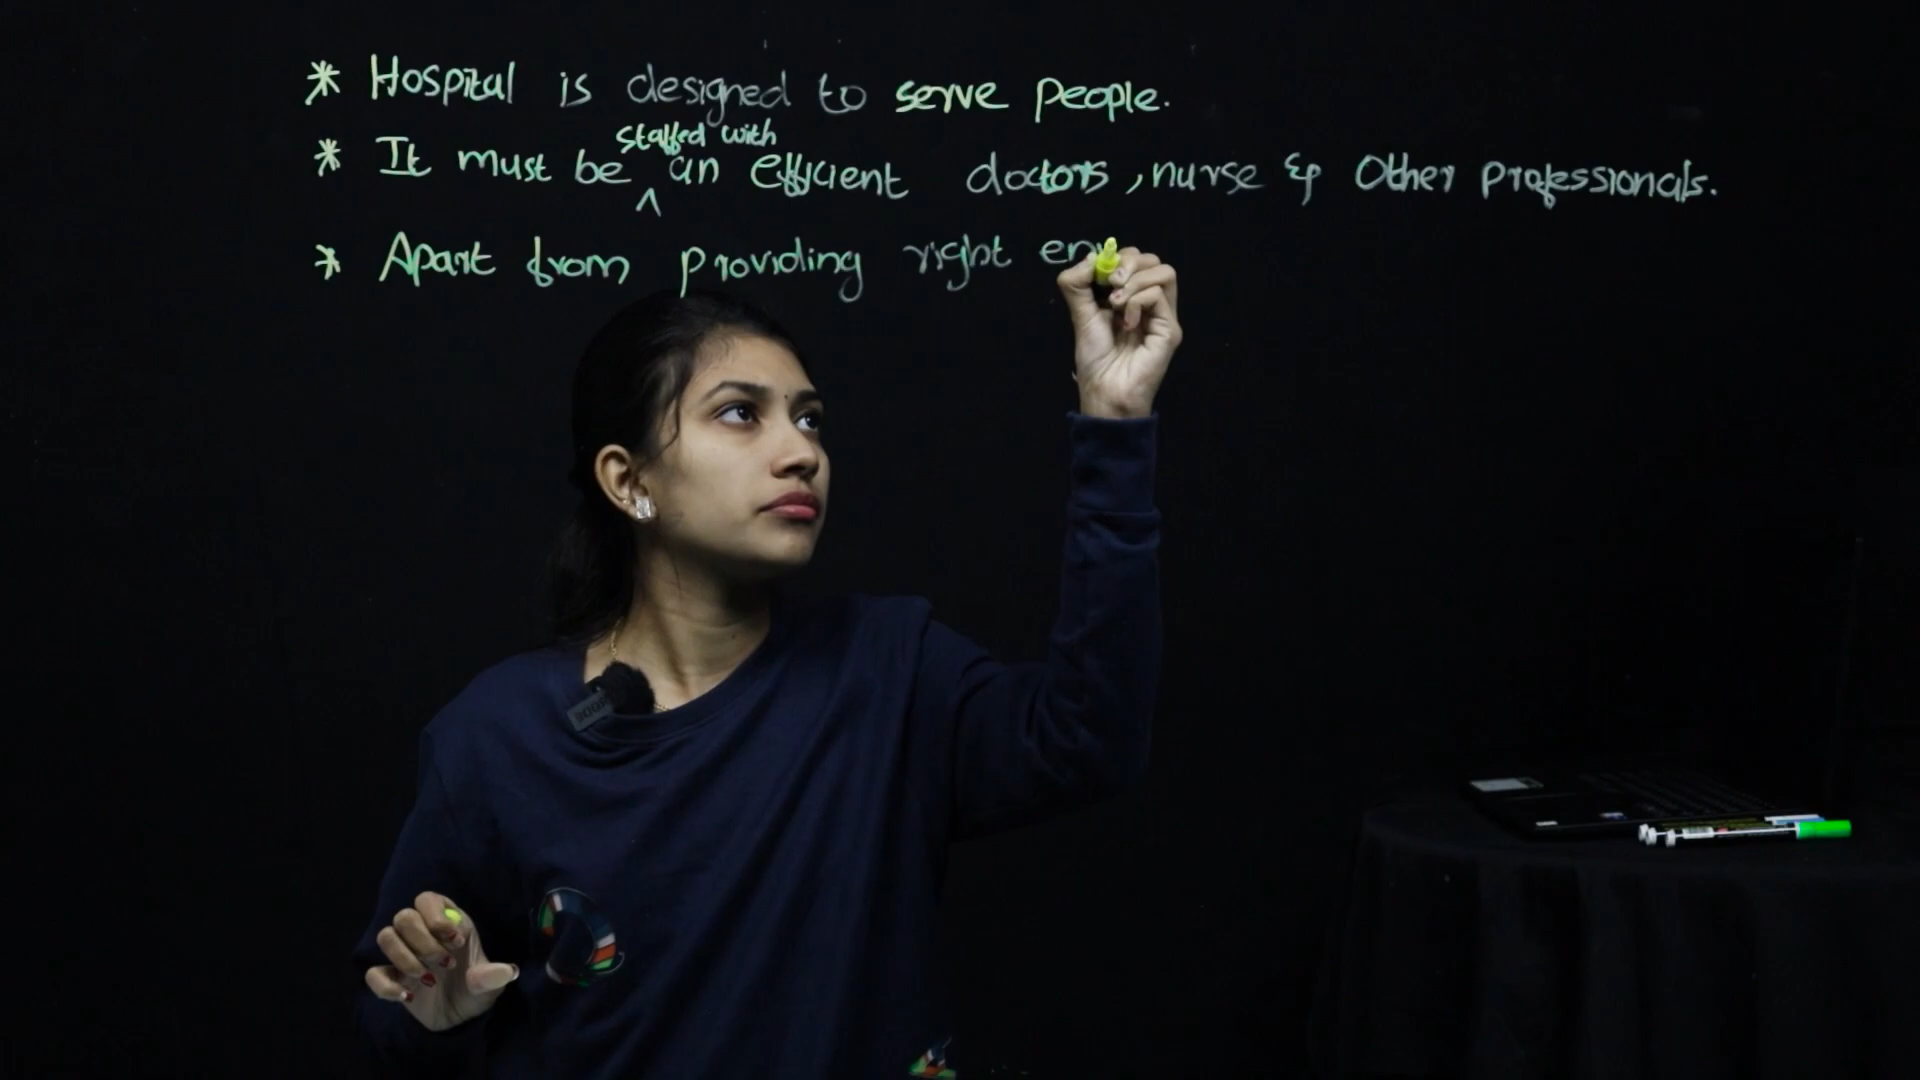 * Hospital is designed to serve people.
staffed with
* It must be ^ an efficient doctors, nurse & Other professionals.
* Apart from providing right env